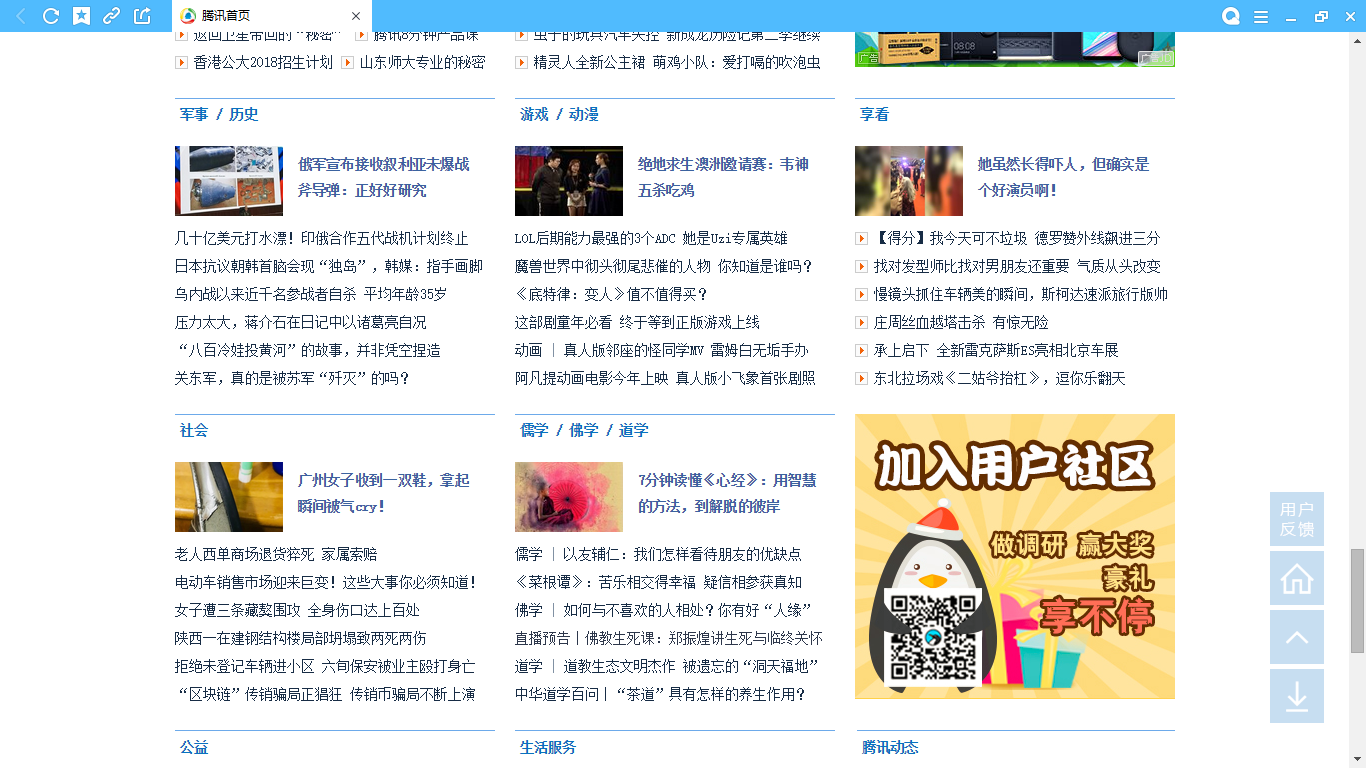 腾讯首页
返回卫星带回的“秘密” 腾讯8分钟产品课
香港公大2018招生计划 山东师大专业的秘密
虫子的玩具汽车失控 新成龙历险记第二季继续
精灵人全新公主裙 萌鸡小队：爱打嗝的吹泡虫
广告
军事 / 历史
俄军宣布接收叙利亚未爆战
斧导弹：正好好研究
几十亿美元打水漂！印俄合作五代战机计划终止
日本抗议朝韩首脑会现“独岛”，韩媒：指手画脚
乌内战以来近千名参战者自杀 平均年龄35岁
压力太大，蒋介石在日记中以诸葛亮自况
“八百冷娃投黄河”的故事，并非凭空捏造
关东军，真的是被苏军“歼灭”的吗？
游戏 / 动漫
绝地求生澳洲邀请赛：韦神
五杀吃鸡
LOL后期能力最强的3个ADC 她是Uzi专属英雄
魔兽世界中彻头彻尾悲催的人物 你知道是谁吗？
《底特律：变人》值不值得买？
这部剧童年必看 终于等到正版游戏上线
动画 | 真人版邻座的怪同学MV 雷姆白无垢手办
阿凡提动画电影今年上映 真人版小飞象首张剧照
享看
她虽然长得吓人，但确实是
个好演员啊！
【得分】我今天可不垃圾 德罗赞外线飙进三分
找对发型师比找对男朋友还重要 气质从头改变
慢镜头抓住车辆美的瞬间，斯柯达速派旅行版帅
庄周丝血越塔击杀 有惊无险
承上启下 全新雷克萨斯ES亮相北京车展
东北拉场戏《二姑爷抬杠》，逗你乐翻天
社会
广州女子收到一双鞋，拿起
瞬间被气cry！
老人西单商场退货猝死 家属索赔
电动车销售市场迎来巨变！这些大事你必须知道！
女子遭三条藏獒围攻 全身伤口达上百处
陕西一在建钢结构楼局部坍塌致两死两伤
拒绝未登记车辆进小区 六旬保安被业主殴打身亡
“区块链”传销骗局正猖狂 传销币骗局不断上演
儒学 / 佛学 / 道学
7分钟读懂《心经》：用智慧
的方法，到解脱的彼岸
儒学 | 以友辅仁：我们怎样看待朋友的优缺点
《菜根谭》：苦乐相交得幸福 疑信相参获真知
佛学 | 如何与不喜欢的人相处？你有好“人缘”
直播预告|佛教生死课：郑振煌讲生死与临终关怀
道学 | 道教生态文明杰作 被遗忘的“洞天福地”
中华道学百问|“茶道”具有怎样的养生作用？
加入用户社区
做调研 赢大奖
豪礼
享不停
用户
反馈
公益
生活服务
腾讯动态